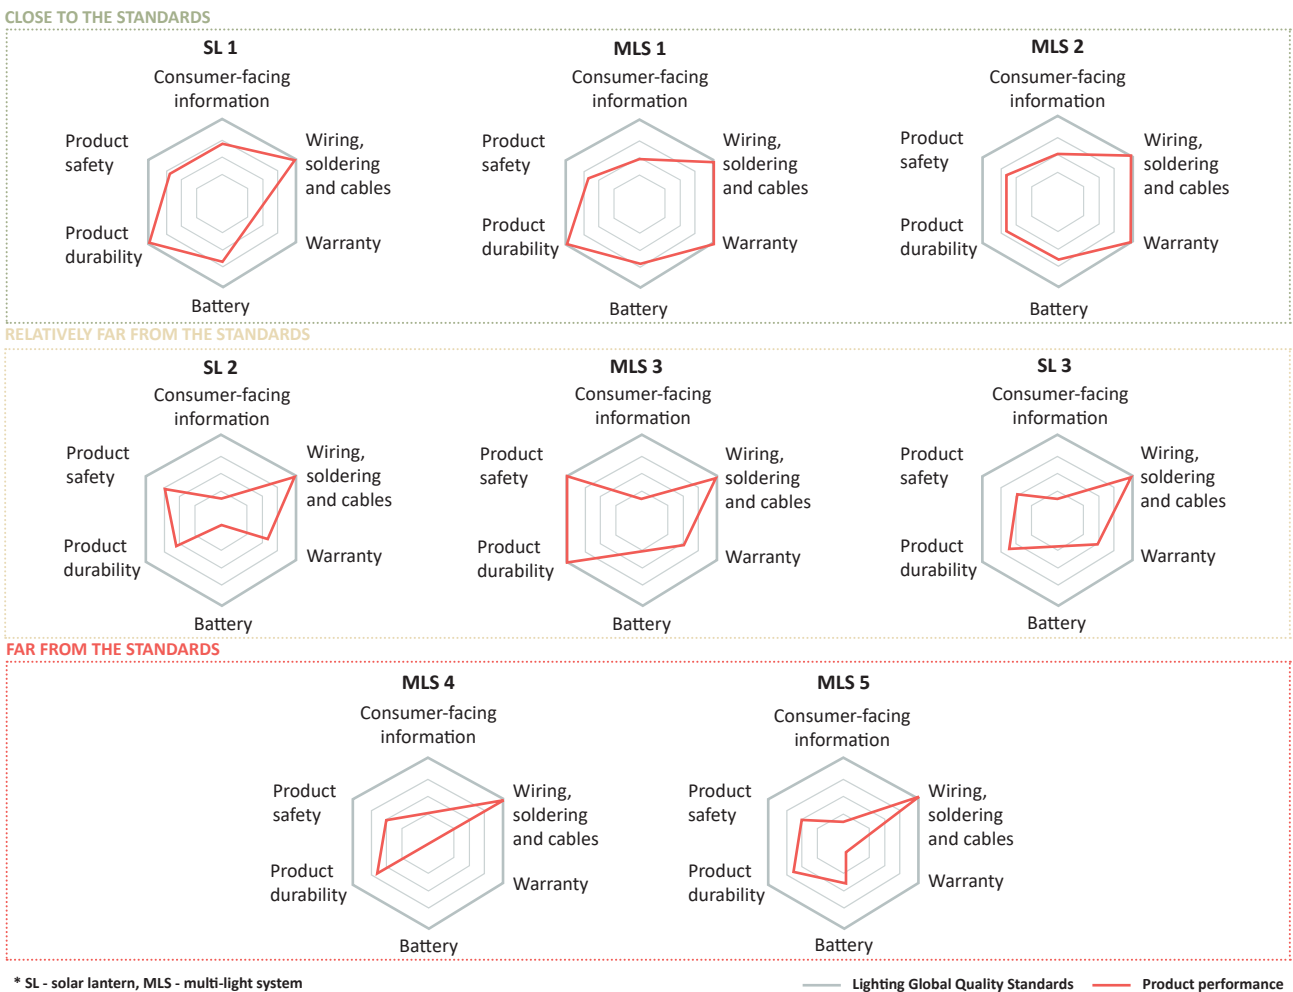 CLOSE TO THE STANDARDS
SL 1
Consumer-facing
information
Product
safety
Wiring,
soldering
and cables
Product
durability
Warranty
Battery
MLS 1
Consumer-facing
information
Product
safety
Wiring,
soldering
and cables
Product
durability
Warranty
Battery
MLS 2
Consumer-facing
information
Product
safety
Wiring,
soldering
and cables
Product
durability
Warranty
Battery
RELATIVELY FAR FROM THE STANDARDS
SL 2
Consumer-facing
information
Product
safety
Wiring,
soldering
and cables
Product
durability
Warranty
Battery
MLS 3
Consumer-facing
information
Product
safety
Wiring,
soldering
and cables
Product
durability
Warranty
Battery
SL 3
Consumer-facing
information
Product
safety
Wiring,
soldering
and cables
Product
durability
Warranty
Battery
FAR FROM THE STANDARDS
MLS 4
Consumer-facing
information
Product
safety
Wiring,
soldering
and cables
Product
durability
Warranty
Battery
MLS 5
Consumer-facing
information
Product
safety
Wiring,
soldering
and cables
Product
durability
Warranty
Battery
* SL - solar lantern, MLS - multi-light system
Lighting Global Quality Standards
Product performance